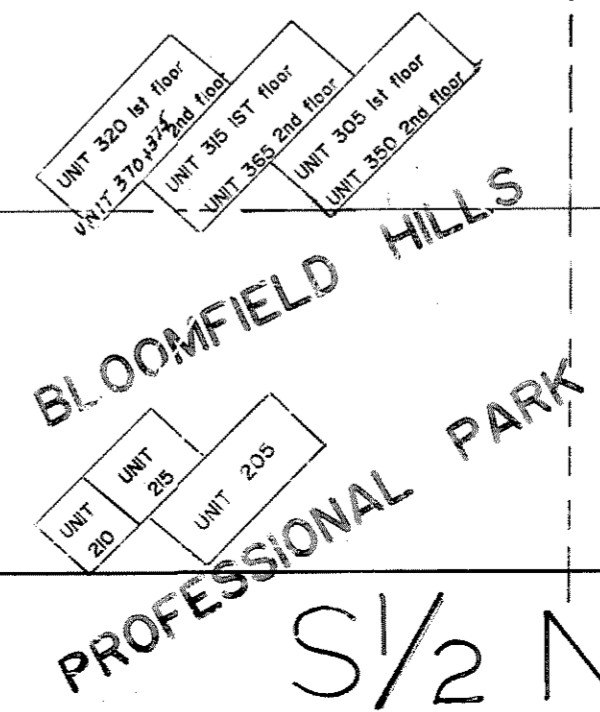 UNIT 320 1st floor
UNIT 370+375 2nd floor
UNIT 315 1ST floor
UNIT 365 2nd floor
UNIT 305 1st floor
UNIT 350 2nd floor
BLOOMFIELD HILLS
PROFESSIONAL PARK
UNIT
210
UNIT
215
UNIT 205
S 1/2 N